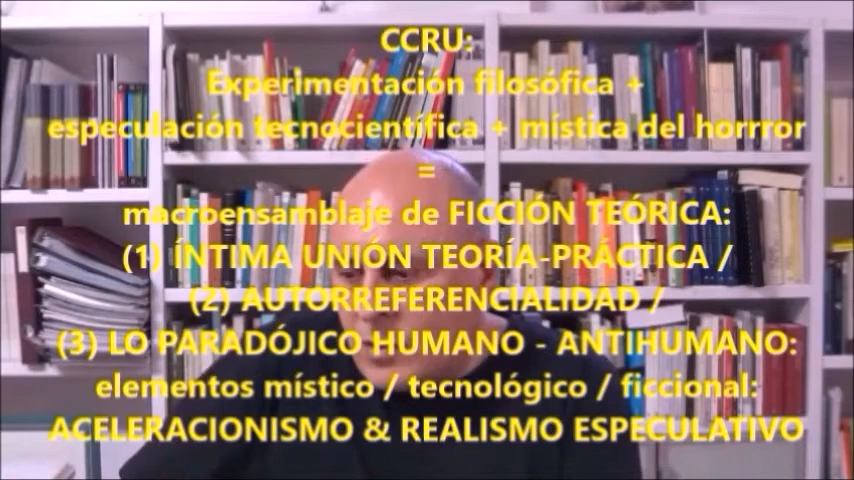 CCRU:
Experimentación filosófica +
especulación tecnocientífica + mística del horrror
=
macroensamblaje de FICCIÓN TEÓRICA:
(1) ÍNTIMA UNIÓN TEORÍA-PRÁCTICA /
(2) AUTORREFERENCIALIDAD /
(3) LO PARADÓJICO HUMANO - ANTIHUMANO:
elementos místico / tecnológico / ficcional:
ACELERACIONISMO & REALISMO ESPECULATIVO